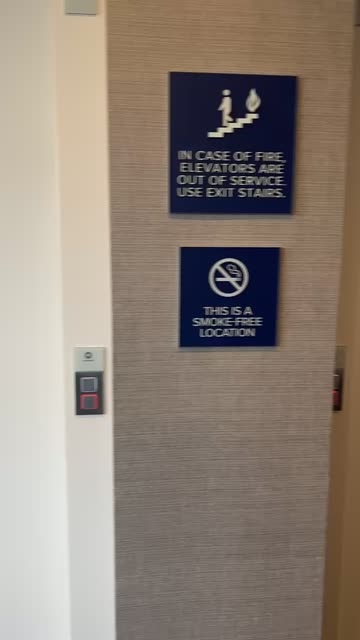 IN CASE OF FIRE,
ELEVATORS ARE
OUT OF SERVICE.
USE EXIT STAIRS.
THIS IS A
SMOKE-FREE
LOCATION